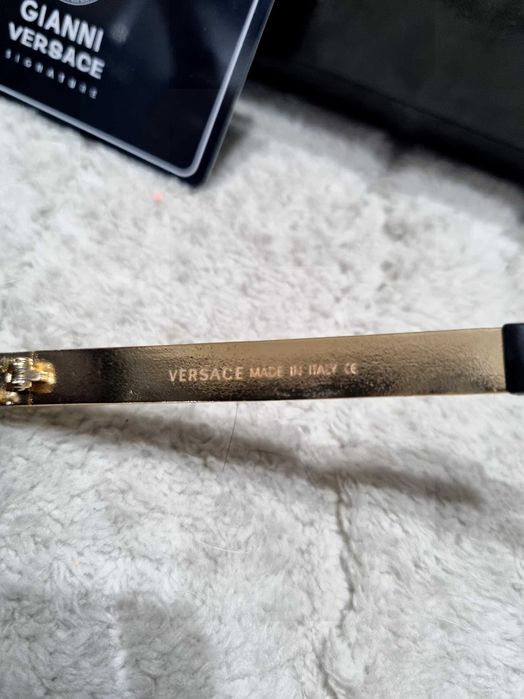 GIANNI
VERSACE
SIGNATURE
VERSACE MADE IN ITALY CE